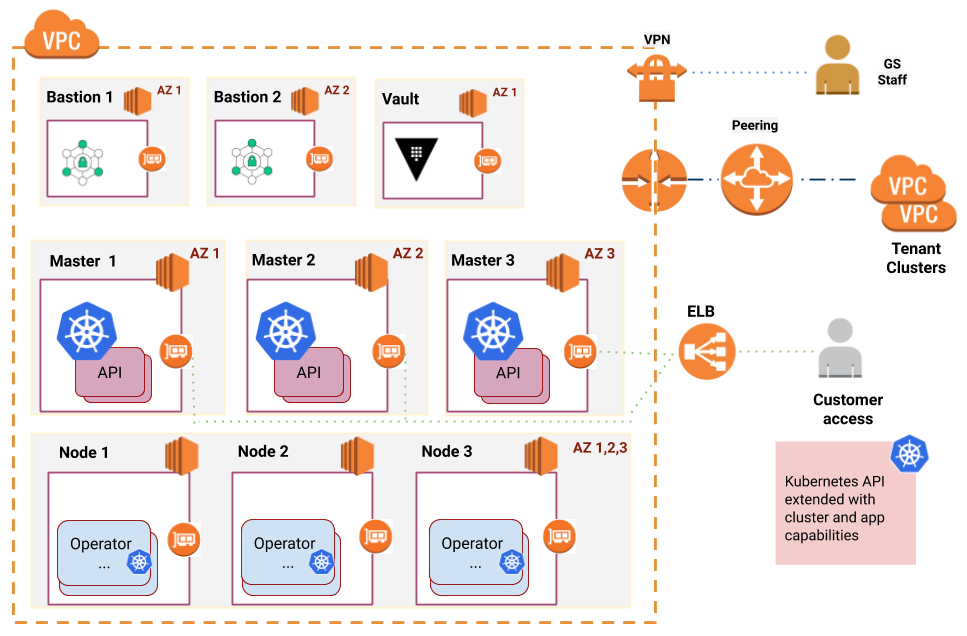 VPC
VPN
GS
Staff
Bastion 1
AZ 1
Bastion 2
AZ 2
Vault
AZ 1
Peering
VPC
VPC
Tenant
Clusters
Master 1
AZ 1
Master 2
AZ 2
Master 3
AZ 3
API
API
API
ELB
Customer
access
Node 1
Node 2
Node 3
AZ 1,2,3
Operator
...
Operator
...
Operator
...
Kubernetes API
extended with
cluster and app
capabilities